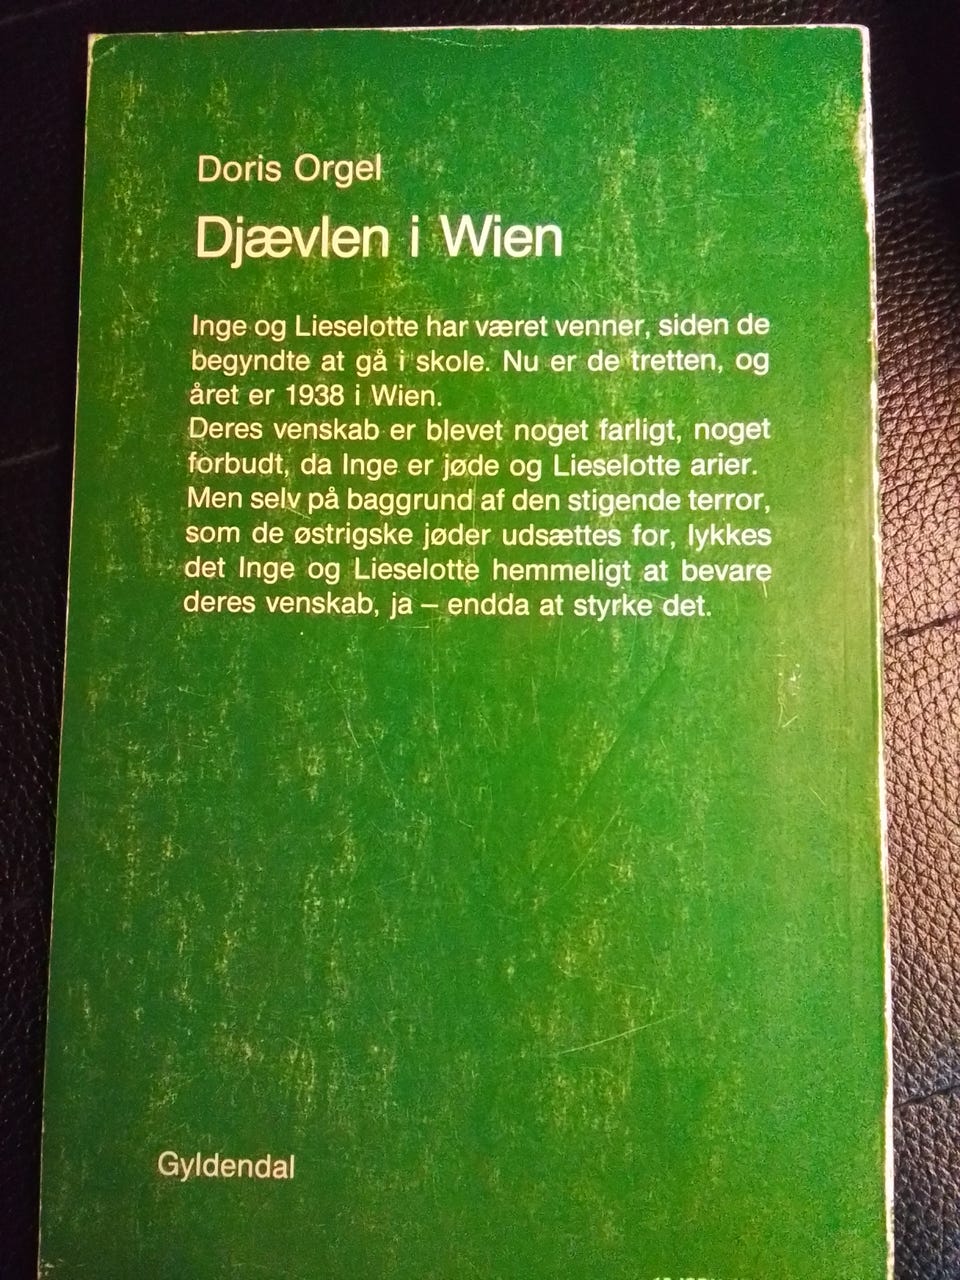 Doris Orgel
Djævlen i Wien
Inge og Lieselotte har været venner, siden de
begyndte at gå i skole. Nu er de tretten, og
året er 1938 i Wien.
Deres venskab er blevet noget farligt, noget
forbudt, da Inge er jøde og Lieselotte arier.
Men selv på baggrund af den stigende terror,
som de østrigske jøder udsættes for, lykkes
det Inge og Lieselotte hemmeligt at bevare
deres venskab, ja – endda at styrke det.
Gyldendal